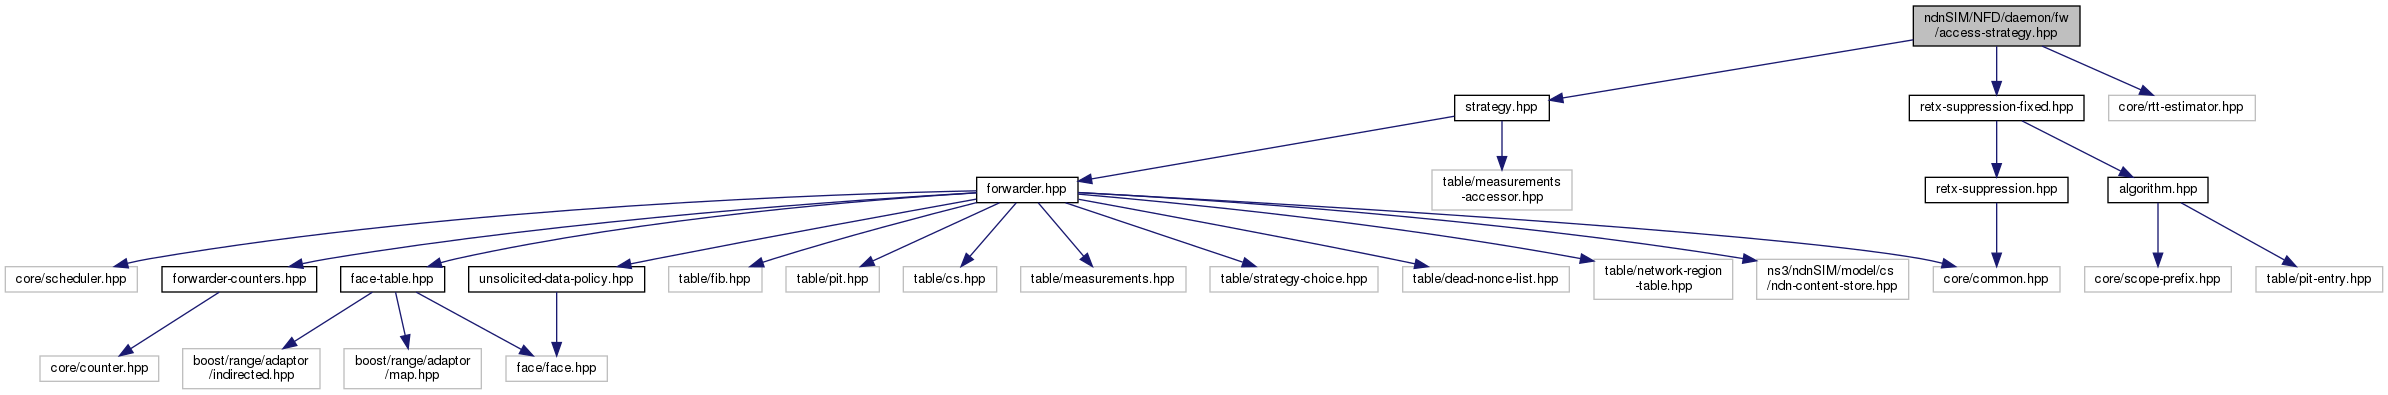 ndnSIM/NFD/daemon/fw
/access-strategy.hpp
strategy.hpp
retx-suppression-fixed.hpp
core/rtt-estimator.hpp
forwarder.hpp
table/measurements
-accessor.hpp
retx-suppression.hpp
algorithm.hpp
core/scheduler.hpp
forwarder-counters.hpp
face-table.hpp
unsolicited-data-policy.hpp
table/fib.hpp
table/pit.hpp
table/cs.hpp
table/measurements.hpp
table/strategy-choice.hpp
table/dead-nonce-list.hpp
table/network-region
-table.hpp
ns3/ndnSIM/model/cs
/ndn-content-store.hpp
core/common.hpp
core/scope-prefix.hpp
table/pit-entry.hpp
core/counter.hpp
boost/range/adaptor
/indirected.hpp
boost/range/adaptor
/map.hpp
face/face.hpp